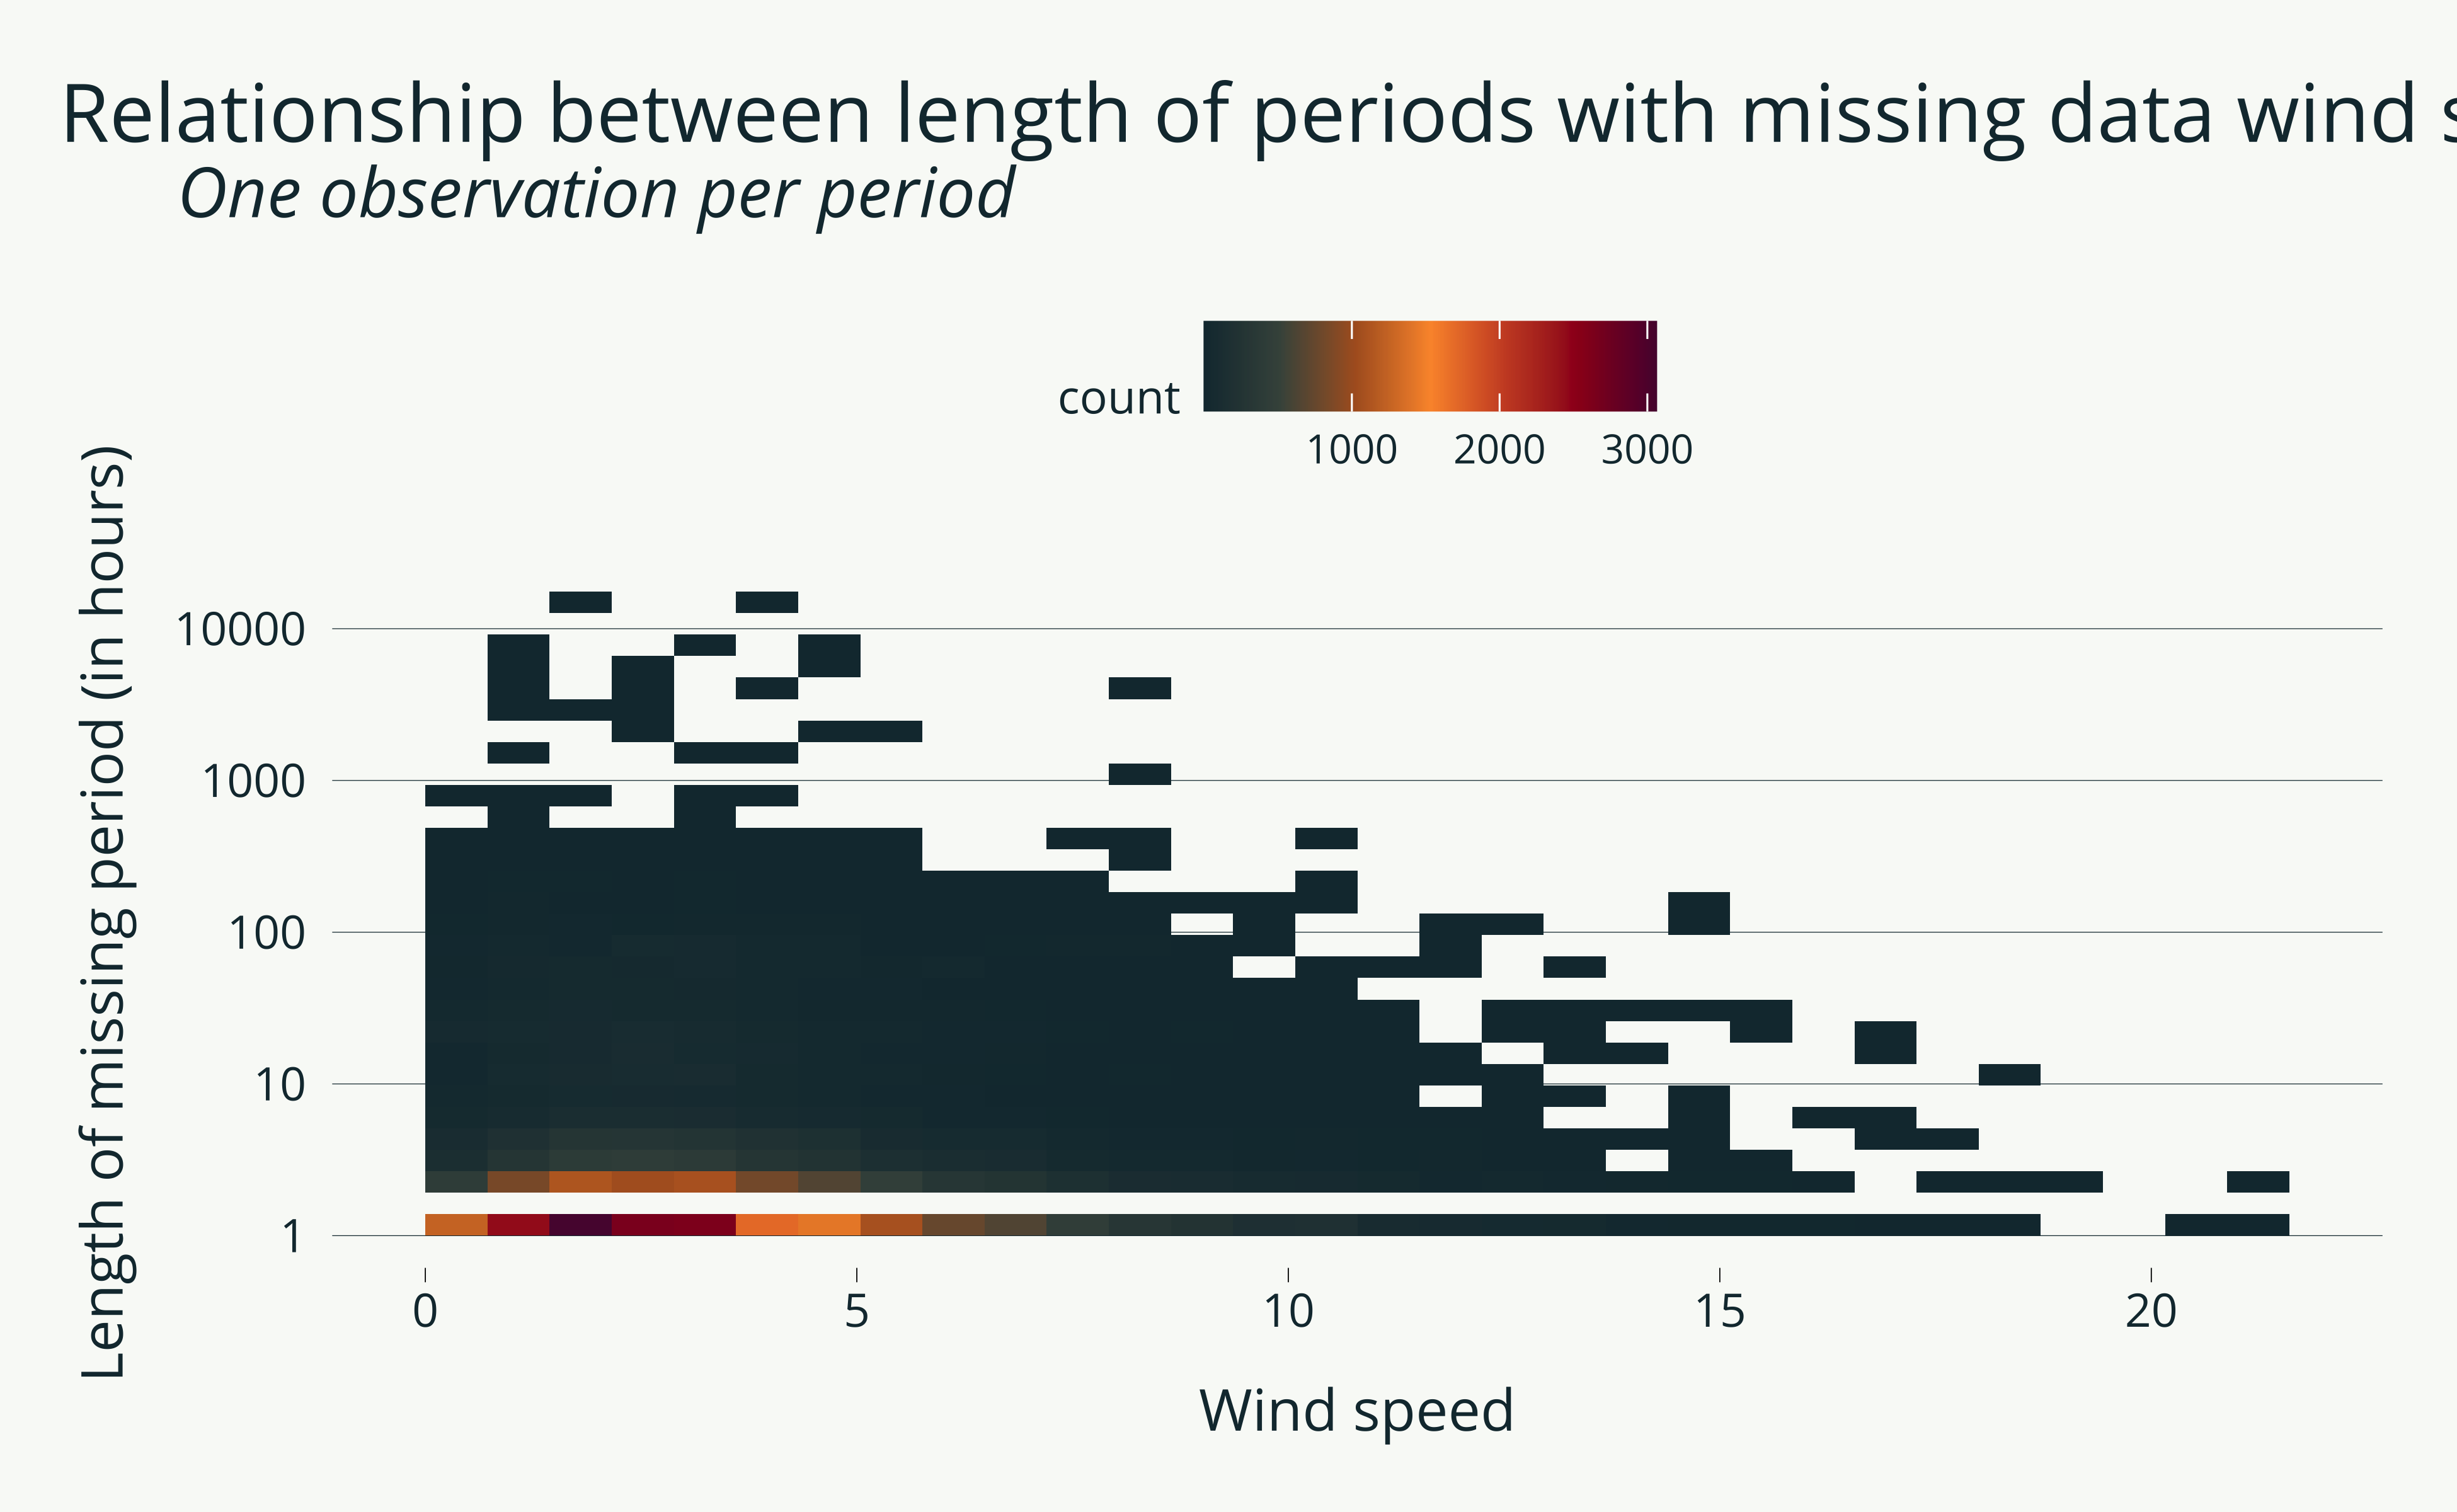 Relationship between length of periods with missing data wind s
One observation per period
count
1000 2000 3000
Length of missing period (in hours)
10000
1000
100
10
1
0 5 10 15 20
Wind speed